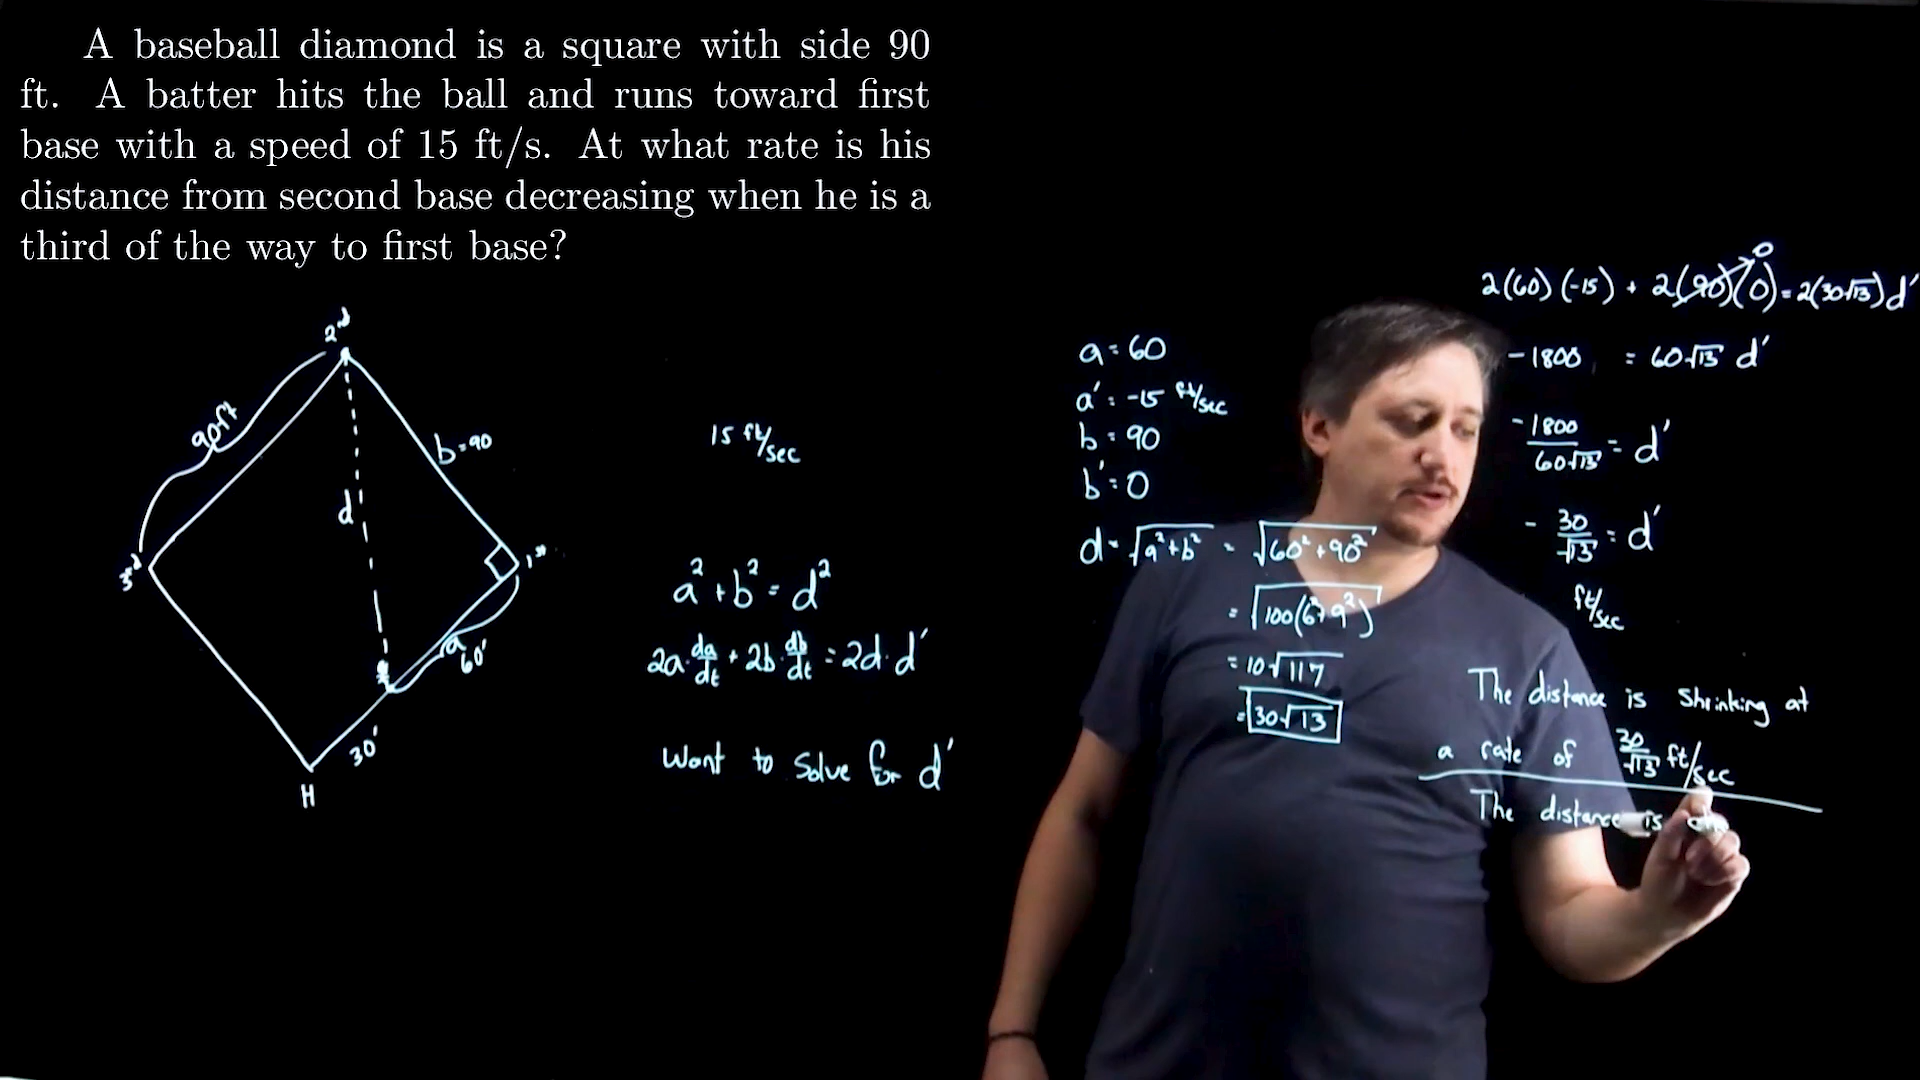 A baseball diamond is a square with side 90
ft. A batter hits the ball and runs toward first
base with a speed of 15 ft/s. At what rate is his
distance from second base decreasing when he is a
third of the way to first base?
2ⁿᵈ
90ft
b=90
d
3ʳᵈ
1ˢᵗ
a
60'
30'
H
15 ft/sec
a² + b² = d²
2a · da/dt + 2b · db/dt = 2d · d'
Want to Solve for d'
a = 60
a' = -15 ft/sec
b = 90
b' = 0
d = √(a²+b²) = √(60²+90²)
= √(100(6²+9²))
= 10√117
= 30√13
0
2(60)(-15) + 2(90)(0) = 2(30√13) d'
-1800 = 60√13 d'
-1800/60√13 = d'
- 30/√13 = d'
ft/sec
The distance is Shrinking at
a rate of 30/√13 ft/sec
The distance is